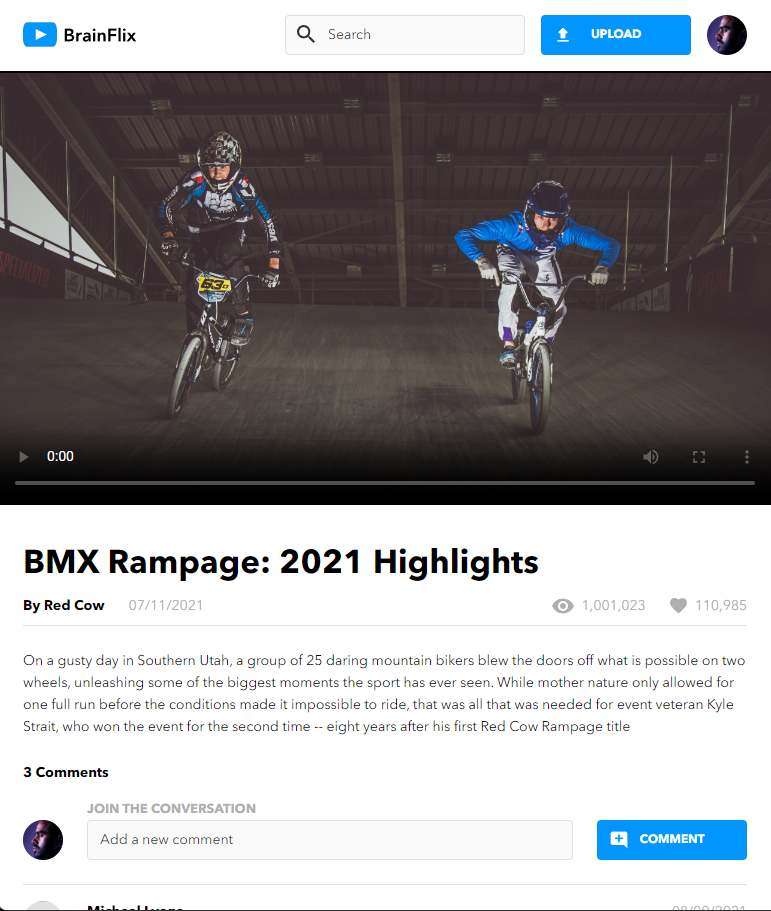 BrainFlix
Search
UPLOAD
SPECIALIZED
0:00
BMX Rampage: 2021 Highlights
By Red Cow 07/11/2021 1,001,023 110,985
On a gusty day in Southern Utah, a group of 25 daring mountain bikers blew the doors off what is possible on two
wheels, unleashing some of the biggest moments the sport has ever seen. While mother nature only allowed for
one full run before the conditions made it impossible to ride, that was all that was needed for event veteran Kyle
Strait, who won the event for the second time -- eight years after his first Red Cow Rampage title
3 Comments
JOIN THE CONVERSATION
Add a new comment
COMMENT